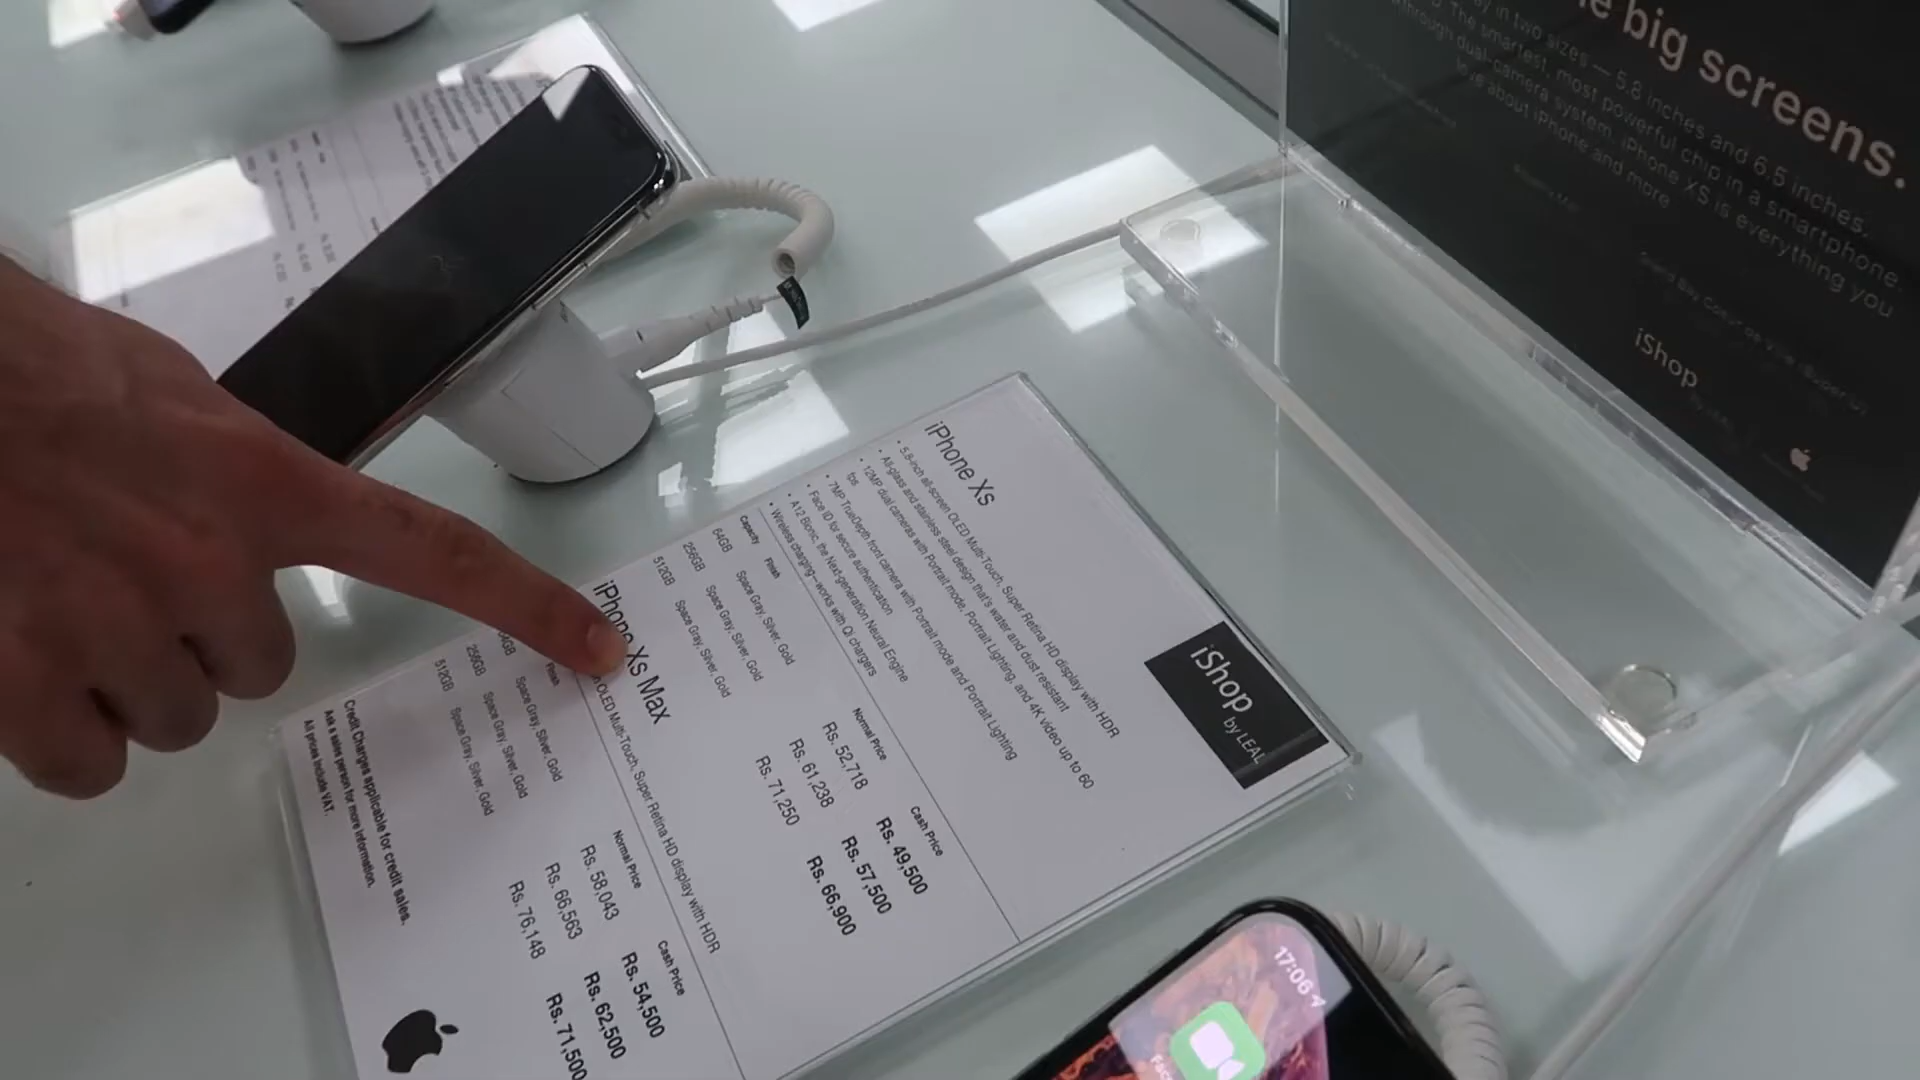 iShop by LEAL
iPhone Xs
• 5.8-inch all-screen OLED Multi-Touch, Super Retina HD display with HDR
• All-glass and stainless steel design that's water and dust resistant
• 12MP dual cameras with Portrait mode, Portrait Lighting, and 4K video up to 60
fps
• 7MP TrueDepth front camera with Portrait mode and Portrait Lighting
• Face ID for secure authentication
• A12 Bionic, the Next-generation Neural Engine
• Wireless charging—works with Qi chargers
Capacity Finish Normal Price Cash Price
64GB Space Gray, Silver, Gold Rs. 52,718 Rs. 49,500
256GB Space Gray, Silver, Gold Rs. 61,238 Rs. 57,500
512GB Space Gray, Silver, Gold Rs. 71,250 Rs. 66,900
iPhone Xs Max
OLED Multi-Touch, Super Retina HD display with HDR
Finish Normal Price Cash Price
Space Gray, Silver, Gold Rs. 58,043 Rs. 54,500
256GB Space Gray, Silver, Gold Rs. 66,563 Rs. 62,500
512GB Space Gray, Silver, Gold Rs. 76,148 Rs. 71,500
Credit Charges applicable for credit sales.
Ask a sales person for more information.
All prices include VAT.
big screens.
in two sizes — 5.8 inches and 6.5 inches.
The smartest, most powerful chip in a smartphone.
dual-camera system. iPhone XS is everything you
love about iPhone and more.
iShop
17:06